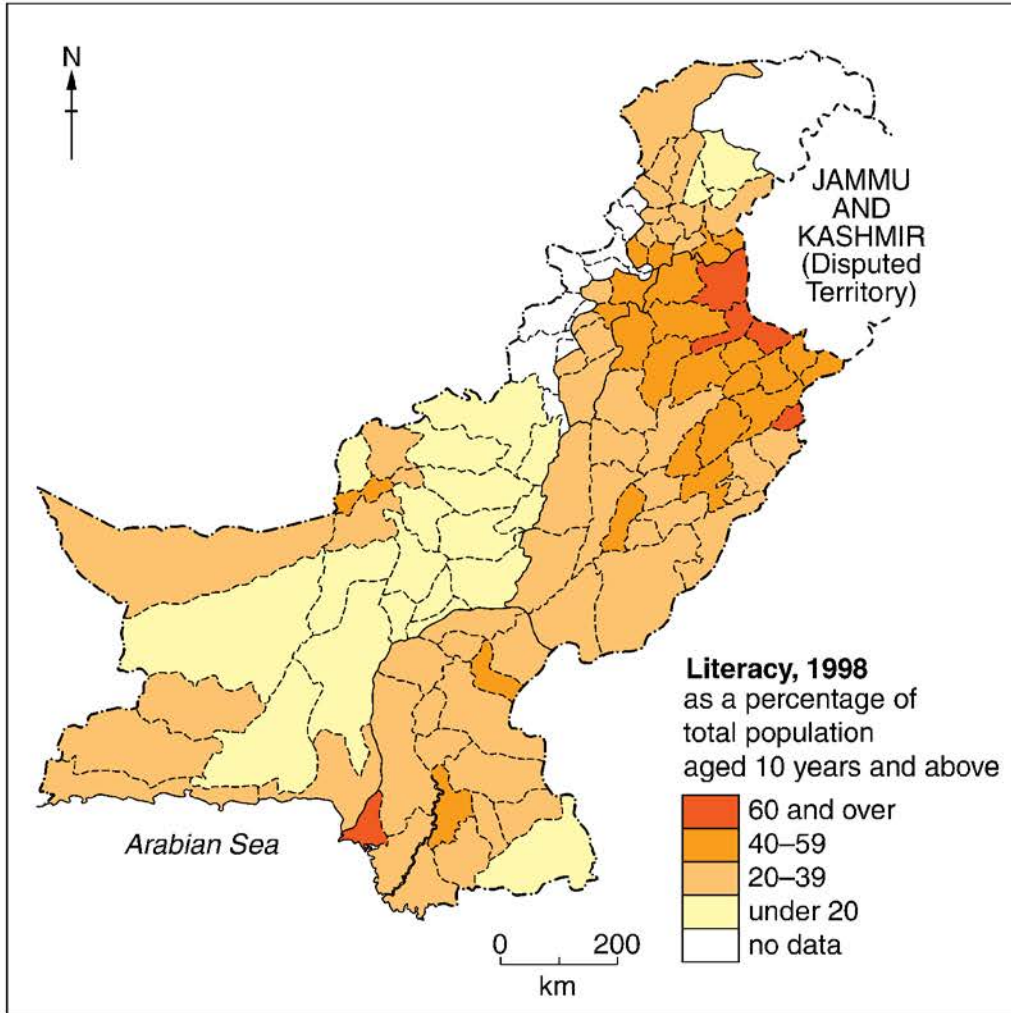 N
JAMMU
AND
KASHMIR
(Disputed
Territory)
Literacy, 1998
as a percentage of
total population
aged 10 years and above
60 and over
40–59
20–39
under 20
no data
Arabian Sea
0 200
km